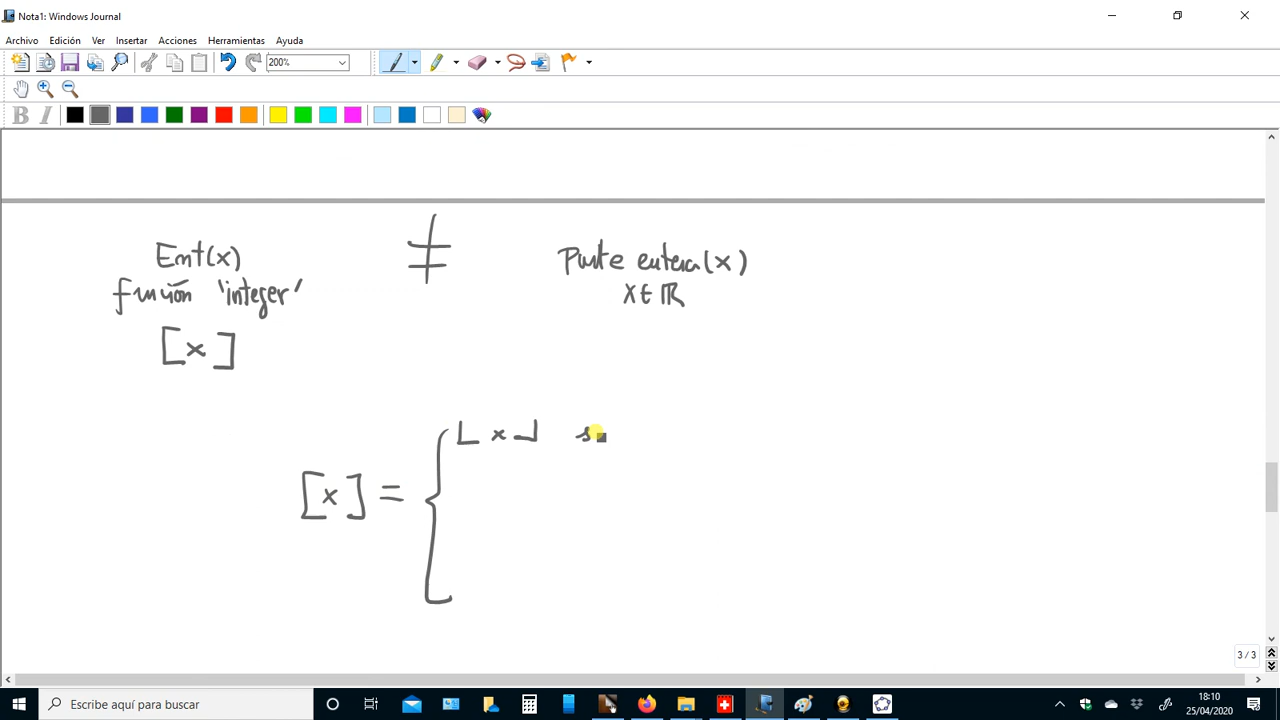 Nota1: Windows Journal
Archivo Edición Ver Insertar Acciones Herramientas Ayuda
200%
B I
Ent(x) ≠ Parte entera(x)
función 'integer' x∈ℝ
[x]
⌊x⌋ s
[x] = {
3/3
Escribe aquí para buscar
18:10
25/04/2020